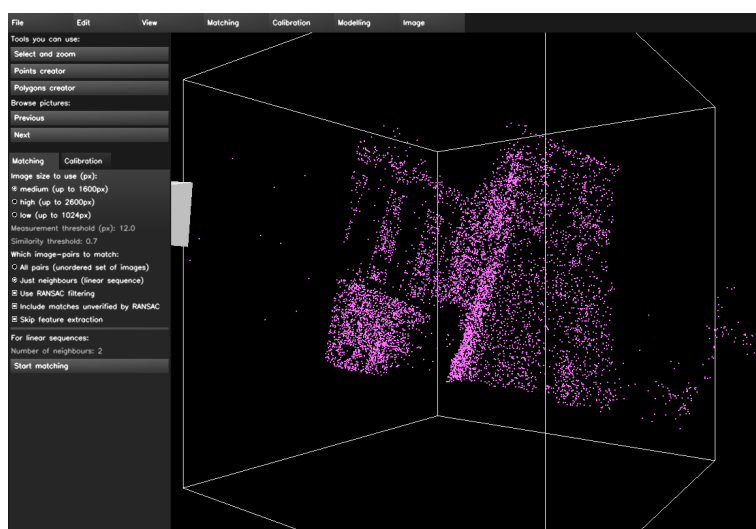 File Edit View Matching Calibration Modelling Image
Tools you can use:
Select and zoom
Points creator
Polygons creator
Browse pictures:
Previous
Next
Matching Calibration
Image size to use (px):
medium (up to 1600px)
high (up to 2600px)
low (up to 1024px)
Measurement threshold (px): 12.0
Similarity threshold: 0.7
Which image-pairs to match:
All pairs (unordered set of images)
Just neighbours (linear sequence)
Use RANSAC filtering
Include matches unverified by RANSAC
Skip feature extraction
For linear sequences:
Number of neighbours: 2
Start matching